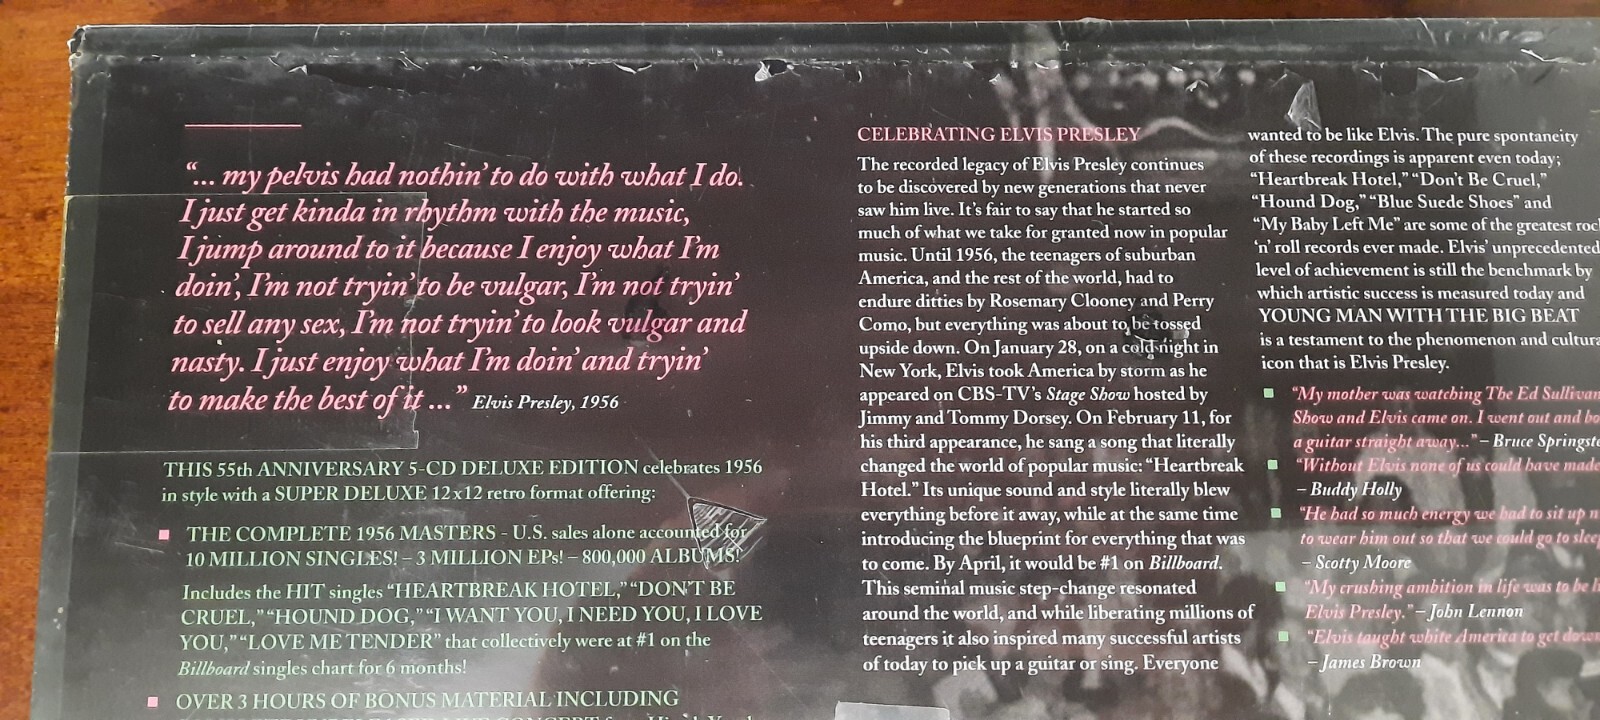 “... my pelvis had nothin’ to do with what I do.
I just get kinda in rhythm with the music,
I jump around to it because I enjoy what I’m
doin’, I’m not tryin’ to be vulgar, I’m not tryin’
to sell any sex, I’m not tryin’ to look vulgar and
nasty. I just enjoy what I’m doin’ and tryin’
to make the best of it ...” Elvis Presley, 1956
THIS 55th ANNIVERSARY 5-CD DELUXE EDITION celebrates 1956
in style with a SUPER DELUXE 12x12 retro format offering:
THE COMPLETE 1956 MASTERS - U.S. sales alone accounted for
10 MILLION SINGLES! – 3 MILLION EPs! – 800,000 ALBUMS!
Includes the HIT singles “HEARTBREAK HOTEL,” “DON’T BE
CRUEL,” “HOUND DOG,” “I WANT YOU, I NEED YOU, I LOVE
YOU,” “LOVE ME TENDER” that collectively were at #1 on the
Billboard singles chart for 6 months!
OVER 3 HOURS OF BONUS MATERIAL INCLUDING
CELEBRATING ELVIS PRESLEY
The recorded legacy of Elvis Presley continues
to be discovered by new generations that never
saw him live. It’s fair to say that he started so
much of what we take for granted now in popular
music. Until 1956, the teenagers of suburban
America, and the rest of the world, had to
endure ditties by Rosemary Clooney and Perry
Como, but everything was about to be tossed
upside down. On January 28, on a cold night in
New York, Elvis took America by storm as he
appeared on CBS-TV’s Stage Show hosted by
Jimmy and Tommy Dorsey. On February 11, for
his third appearance, he sang a song that literally
changed the world of popular music: “Heartbreak
Hotel.” Its unique sound and style literally blew
everything before it away, while at the same time
introducing the blueprint for everything that was
to come. By April, it would be #1 on Billboard.
This seminal music step-change resonated
around the world, and while liberating millions of
teenagers it also inspired many successful artists
of today to pick up a guitar or sing. Everyone
wanted to be like Elvis. The pure spontaneity
of these recordings is apparent even today;
“Heartbreak Hotel,” “Don’t Be Cruel,”
“Hound Dog,” “Blue Suede Shoes” and
“My Baby Left Me” are some of the greatest
‘n’ roll records ever made. Elvis’ unprecedented
level of achievement is still the benchmark by
which artistic success is measured today and
YOUNG MAN WITH THE BIG BEAT
is a testament to the phenomenon and
icon that is Elvis Presley.
“My mother was watching The Ed Sullivan
Show and Elvis came on. I went out and
a guitar straight away...” – Bruce
“Without Elvis none of us could have made
– Buddy Holly
“He had so much energy we had to sit up
to wear him out so that we could go to
– Scotty Moore
“My crushing ambition in life was to be
Elvis Presley.” – John Lennon
“Elvis taught white America to get
– James Brown